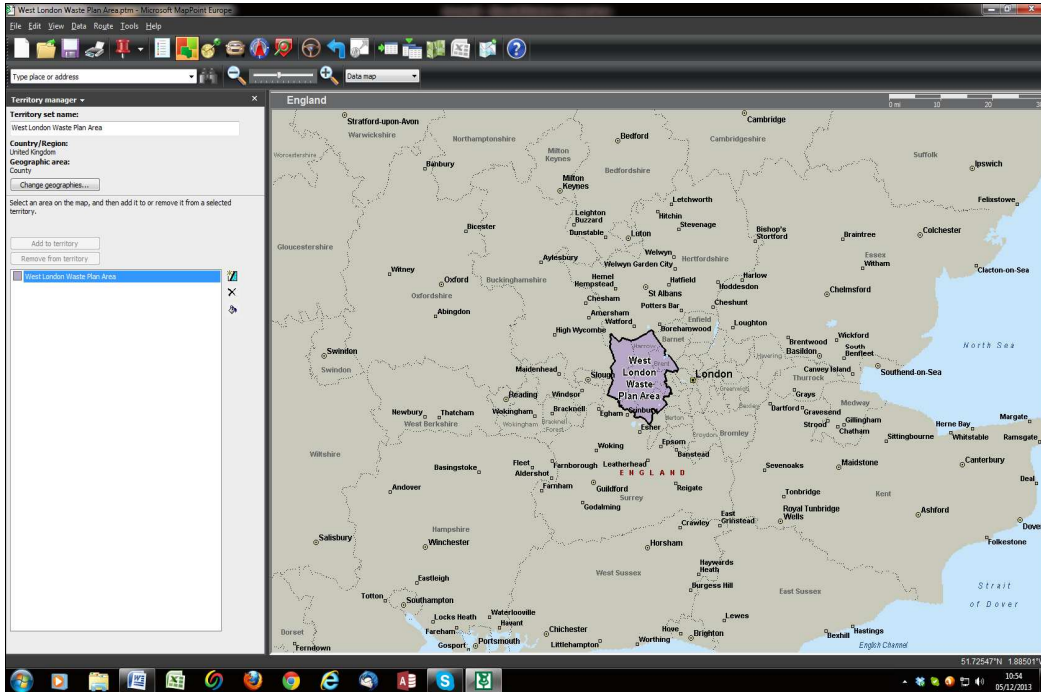 West London Waste Plan Area.ptm - Microsoft MapPoint Europe
File Edit View Data Route Tools Help
Type place or address
Data map
Territory manager
Territory set name:
West London Waste Plan Area
Country/Region:
United Kingdom
Geographic area:
County
Change geographies...
Select an area on the map, and then add it to or remove it from a selected
territory.
Add to territory
Remove from territory
West London Waste Plan Area
England
0 mi 10 20
Stratford-upon-Avon
Cambridge
Warwickshire
Northamptonshire
Bedford
Cambridgeshire
Worcestershire
Milton
Keynes
Suffolk
Banbury
Bedfordshire
Ipswich
Milton
Keynes
Letchworth
Felixstowe
Leighton
Buzzard
Hitchin
Stevenage
Bicester
Dunstable
Luton
Bishop's
Stortford
Braintree
Colchester
Gloucestershire
Aylesbury
Welwyn
Welwyn Garden City
Hertfordshire
Essex
Witham
Witney
Oxford
Buckinghamshire
Hemel
Hempstead
Hatfield
Harlow
Hoddesdon
Clacton-on-Sea
Oxfordshire
St Albans
Chelmsford
Chesham
Cheshunt
Abingdon
Potters Bar
Amersham
Watford
Enfield
Loughton
High Wycombe
Borehamwood
Barnet
Wickford
Brentwood
South
Benfleet
North Sea
Swindon
Harrow
Havering
Basildon
Swindon
Maidenhead
Slough
West
London
Waste
Plan Area
Brent
London
Canvey Island
Thurrock
Southend-on-Sea
Reading
Windsor
Greenwich
Grays
Newbury
Thatcham
Wokingham
Bracknell
Egham
Sunbury
Merton
Bexley
Dartford
Gravesend
Medway
Gillingham
Margate
West Berkshire
Wokingham
Bracknell
Forest
Esher
Croydon
Bromley
Strood
Chatham
Herne Bay
Sittingbourne
Whitstable
Ramsgate
Wiltshire
Woking
Epsom
Banstead
Basingstoke
Fleet
Farnborough
Leatherhead
Aldershot
ENGLAND
Sevenoaks
Maidstone
Canterbury
Andover
Farnham
Guildford
Reigate
Deal
Surrey
Godalming
Tonbridge
Kent
Royal Tunbridge
Wells
Ashford
Hampshire
Crawley
East
Grinstead
Dove
Salisbury
Winchester
Horsham
Folkestone
Haywards
Heath
West Sussex
Eastleigh
Burgess Hill
East Sussex
Strait
of Dover
Totton
Southampton
Locks Heath
Waterlooville
Havant
Lewes
Dorset
Fareham
Chichester
Hove
Brighton
Bexhill
Hastings
Ferndown
Gosport
Portsmouth
Littlehampton
Worthing
English Channel
51.72547°N 1.88501°
10:54
05/12/2013